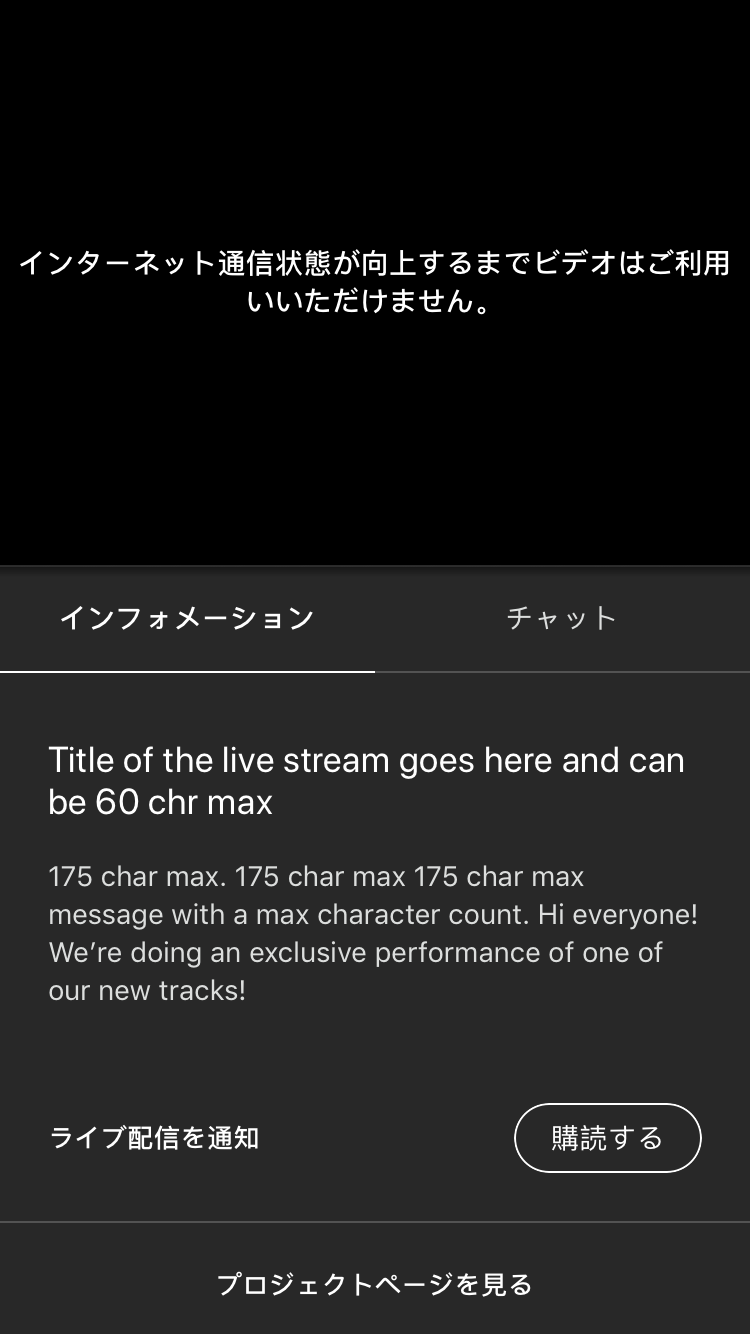 インターネット通信状態が向上するまでビデオはご利用
いいただけません。
インフォメーション
チャット
Title of the live stream goes here and can
be 60 chr max
175 char max. 175 char max 175 char max
message with a max character count. Hi everyone!
We’re doing an exclusive performance of one of
our new tracks!
ライブ配信を通知
購読する
プロジェクトページを見る